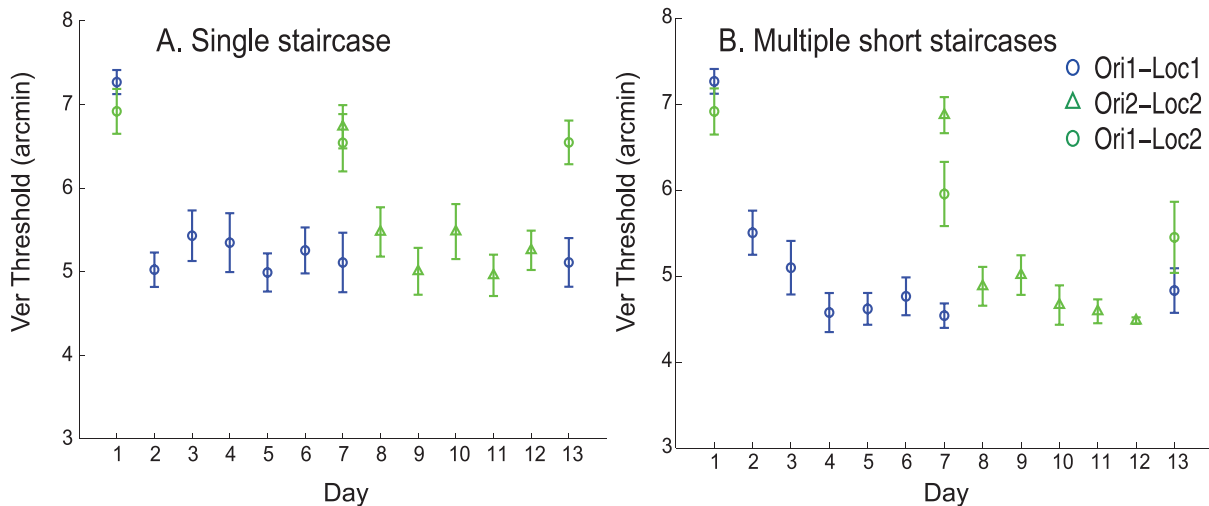 A. Single staircase
Ver Threshold (arcmin)
8
7
6
5
4
3
1 2 3 4 5 6 7 8 9 10 11 12 13
Day
B. Multiple short staircases
Ori1–Loc1
Ori2–Loc2
Ori1–Loc2
Ver Threshold (arcmin)
8
7
6
5
4
3
1 2 3 4 5 6 7 8 9 10 11 12 13
Day